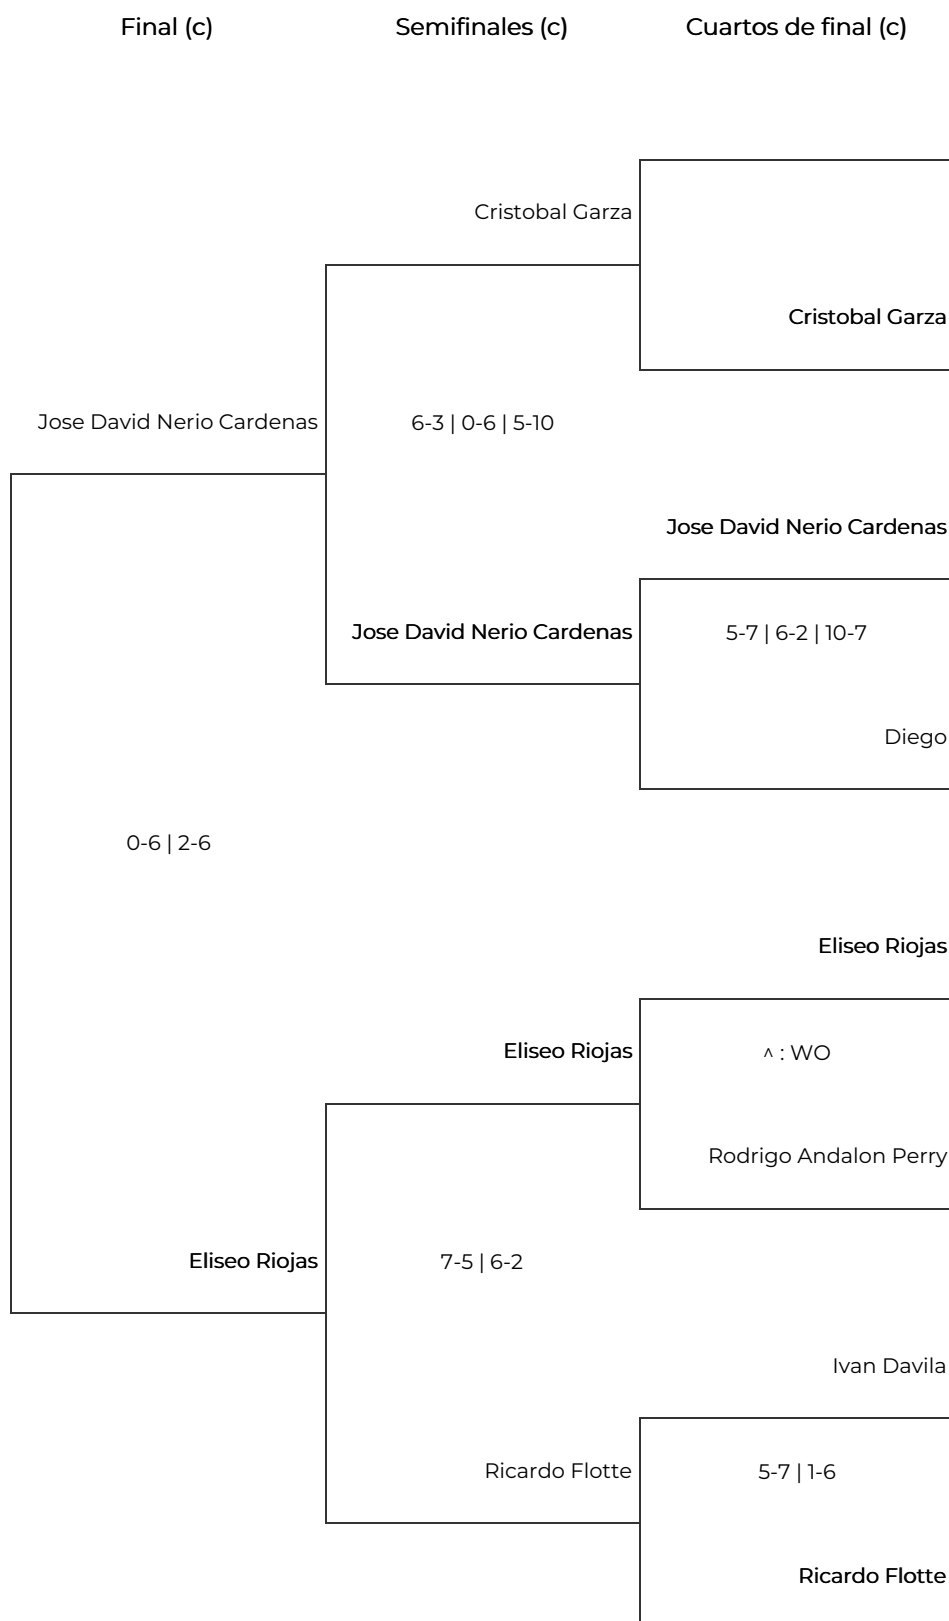 Final (c)
Semifinales (c)
Cuartos de final (c)
Cristobal Garza
Cristobal Garza
Jose David Nerio Cardenas
6-3 | 0-6 | 5-10
Jose David Nerio Cardenas
Jose David Nerio Cardenas
5-7 | 6-2 | 10-7
Diego
0-6 | 2-6
Eliseo Riojas
Eliseo Riojas
^ : WO
Rodrigo Andalon Perry
Eliseo Riojas
7-5 | 6-2
Ivan Davila
Ricardo Flotte
5-7 | 1-6
Ricardo Flotte